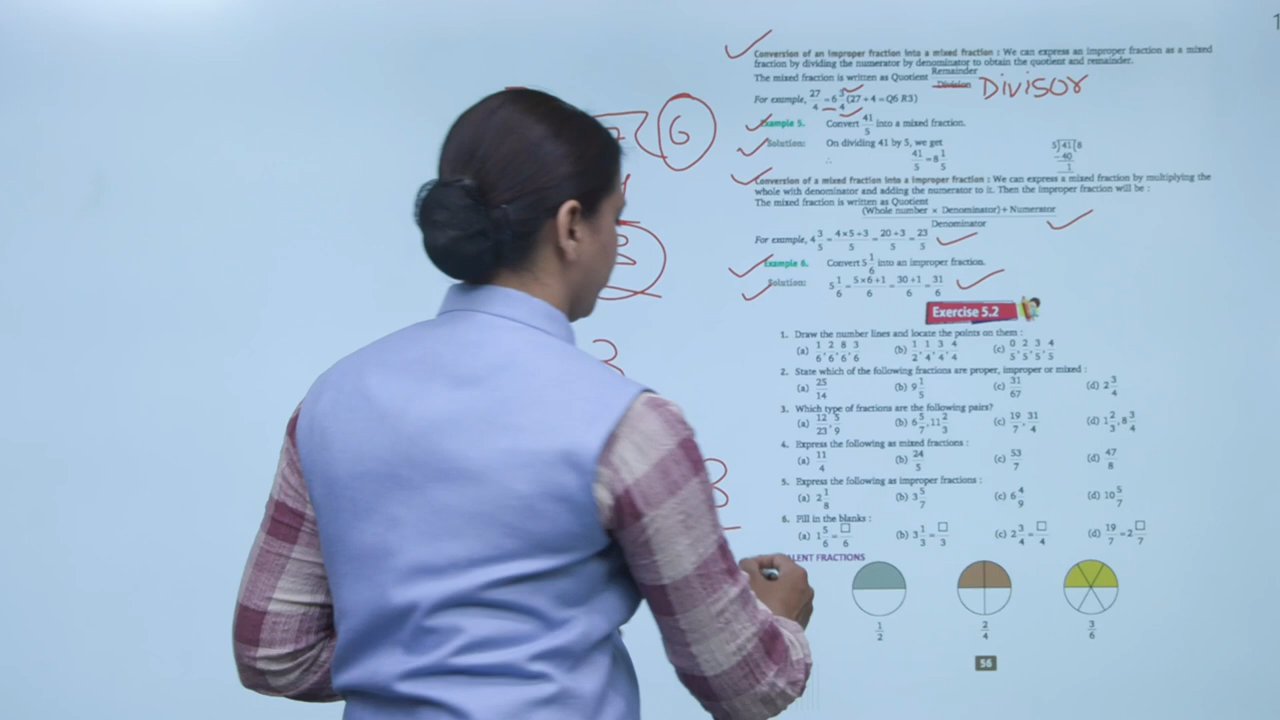 1
Conversion of an improper fraction into a mixed fraction : We can express an improper fraction as a mixed
fraction by dividing the numerator by denominator to obtain the quotient and remainder.
The mixed fraction is written as Quotient Remainder/Division DIVISOR
For example, 27/4 = 6 3/4 (27 ÷ 4 = Q6 R3)
6
Example 5. Convert 41/5 into a mixed fraction.
Solution: On dividing 41 by 5, we get
∴ 41/5 = 8 1/5
5)41(8
-40
1
Conversion of a mixed fraction into a improper fraction : We can express a mixed fraction by multiplying the
whole with denominator and adding the numerator to it. Then the improper fraction will be :
The mixed fraction is written as Quotient
(Whole number × Denominator) + Numerator
Denominator
For example, 4 3/5 = 4×5+3/5 = 20+3/5 = 23/5
Example 6. Convert 5 1/6 into an improper fraction.
Solution: 5 1/6 = 5×6+1/6 = 30+1/6 = 31/6
Exercise 5.2
1. Draw the number lines and locate the points on them :
(a) 1/6, 2/6, 8/6, 3/6 (b) 1/2, 1/4, 3/4, 4/4 (c) 0/5, 2/5, 3/5, 4/5
2. State which of the following fractions are proper, improper or mixed :
(a) 25/14 (b) 9 1/5 (c) 31/67 (d) 2 3/4
3. Which type of fractions are the following pairs?
(a) 12/23, 5/9 (b) 6 5/7, 11 2/3 (c) 19/7, 31/4 (d) 1 2/3, 8 3/4
4. Express the following as mixed fractions :
(a) 11/4 (b) 24/5 (c) 53/7 (d) 47/8
5. Express the following as improper fractions :
(a) 2 1/8 (b) 3 5/7 (c) 6 4/9 (d) 10 5/7
6. Fill in the blanks :
(a) 1 5/6 = □/6 (b) 3 1/3 = □/3 (c) 2 3/4 = □/4 (d) 19/7 = 2 □/7
LENT FRACTIONS
1/2 2/4 3/6
56